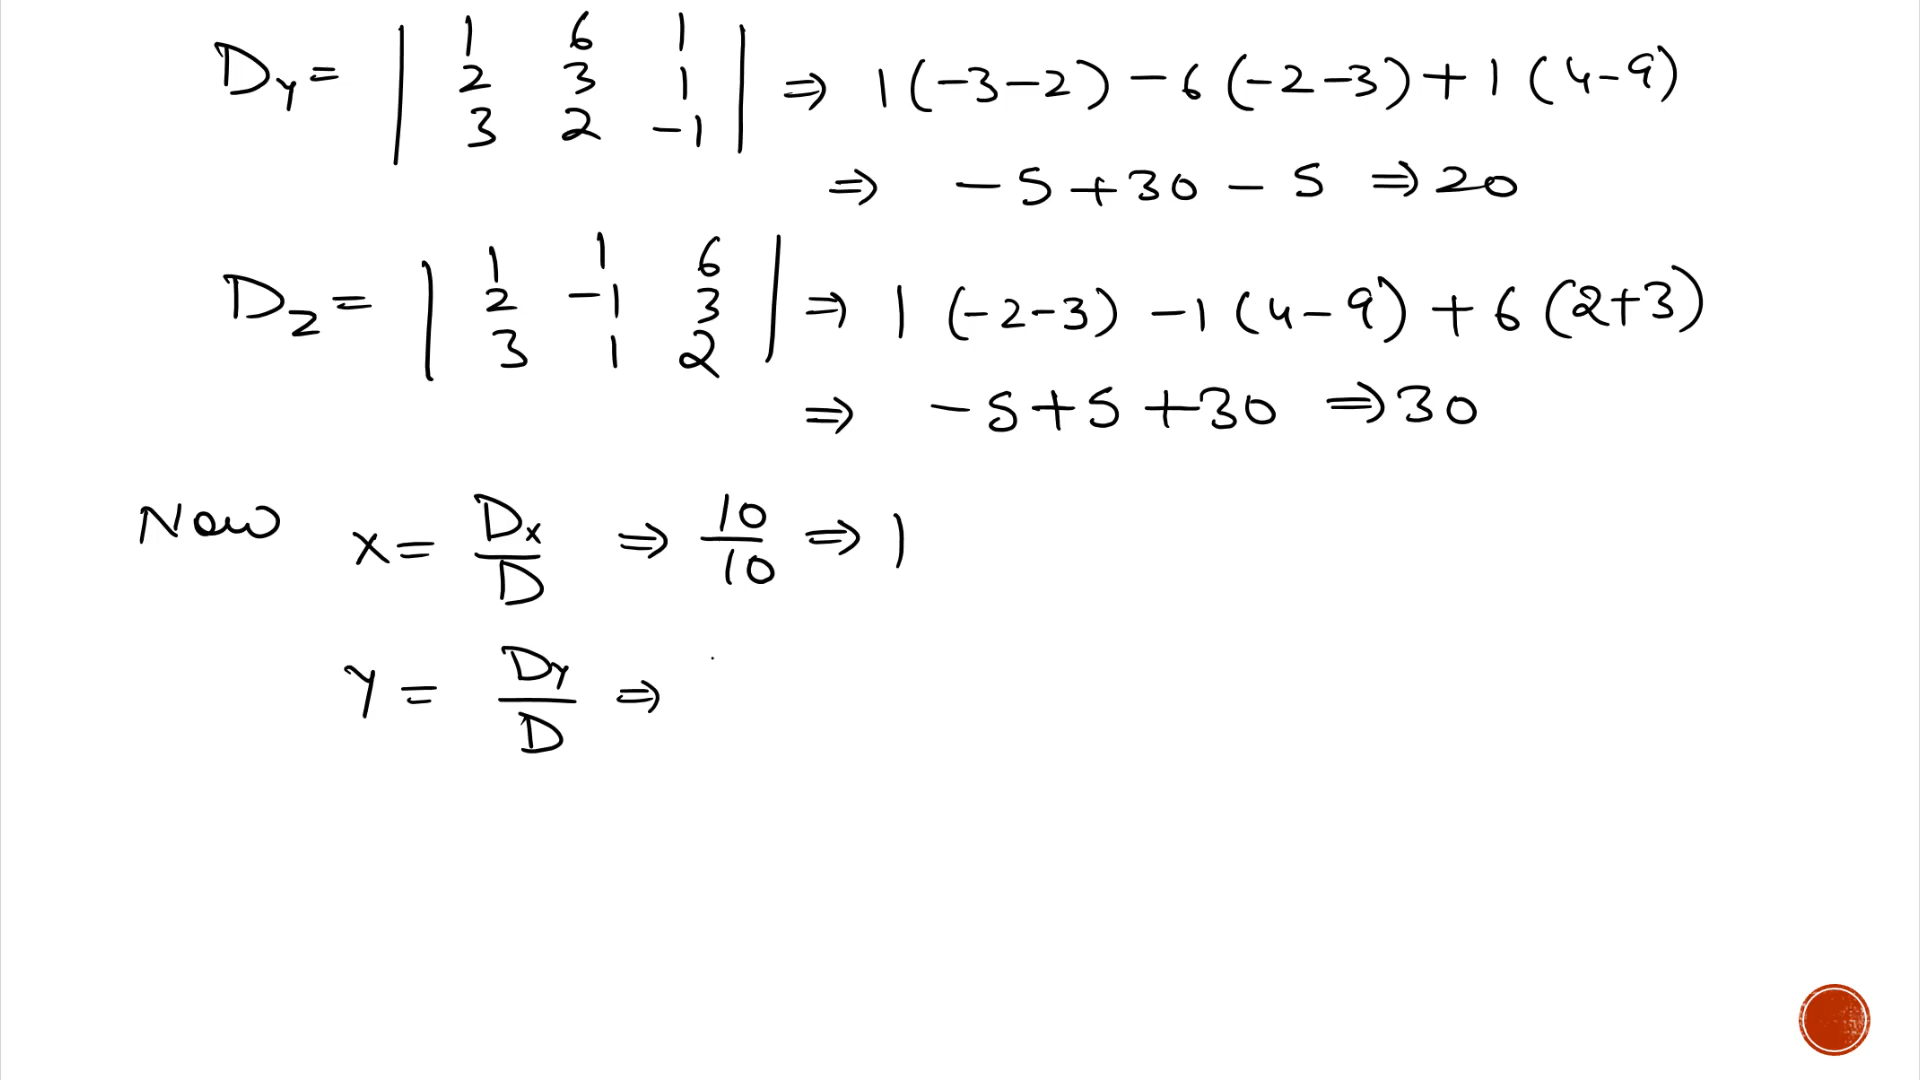 Dy = | 1 6 1 | ⇒ 1(-3-2) - 6(-2-3) + 1(4-9)
| 2 3 1 |
| 3 2 -1 |
⇒ -5+30-5 ⇒ 20
Dz = | 1 1 6 | ⇒ 1(-2-3) -1(4-9) + 6(2+3)
| 2 -1 3 |
| 3 1 2 |
⇒ -5+5+30 ⇒ 30
Now x = Dx/D ⇒ 10/10 ⇒ 1
y = Dy/D ⇒